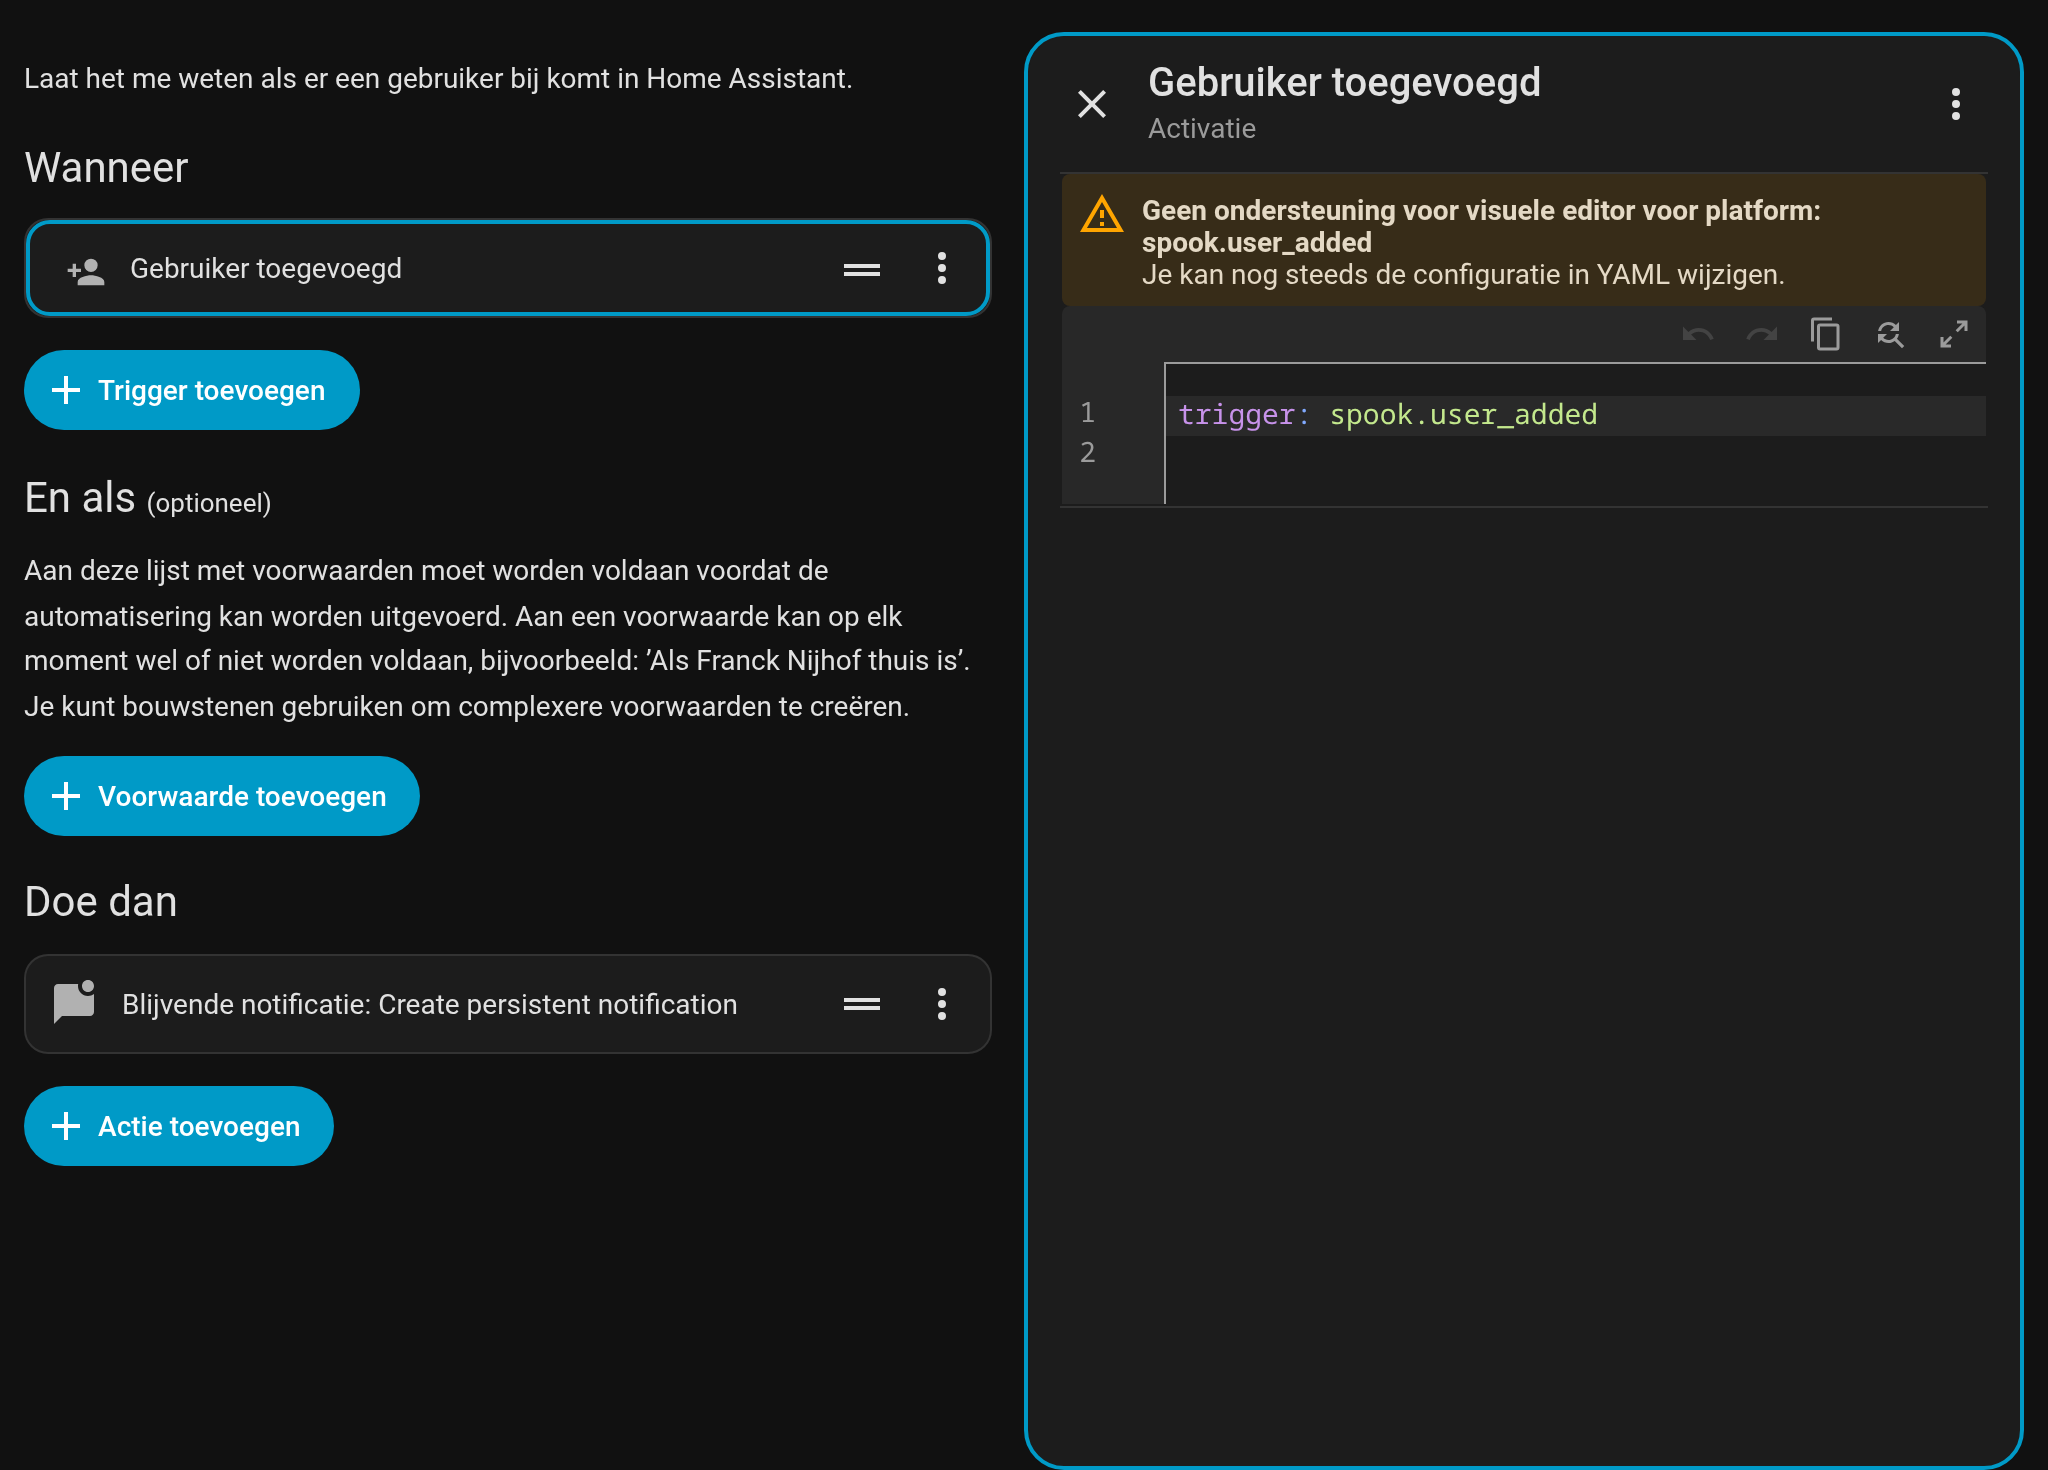 Laat het me weten als er een gebruiker bij komt in Home Assistant.
Wanneer
Gebruiker toegevoegd
Trigger toevoegen
En als (optioneel)
Aan deze lijst met voorwaarden moet worden voldaan voordat de
automatisering kan worden uitgevoerd. Aan een voorwaarde kan op elk
moment wel of niet worden voldaan, bijvoorbeeld: ’Als Franck Nijhof thuis is’.
Je kunt bouwstenen gebruiken om complexere voorwaarden te creëren.
Voorwaarde toevoegen
Doe dan
Blijvende notificatie: Create persistent notification
Actie toevoegen
Gebruiker toegevoegd
Activatie
Geen ondersteuning voor visuele editor voor platform:
spook.user_added
Je kan nog steeds de configuratie in YAML wijzigen.
1 trigger: spook.user_added
2